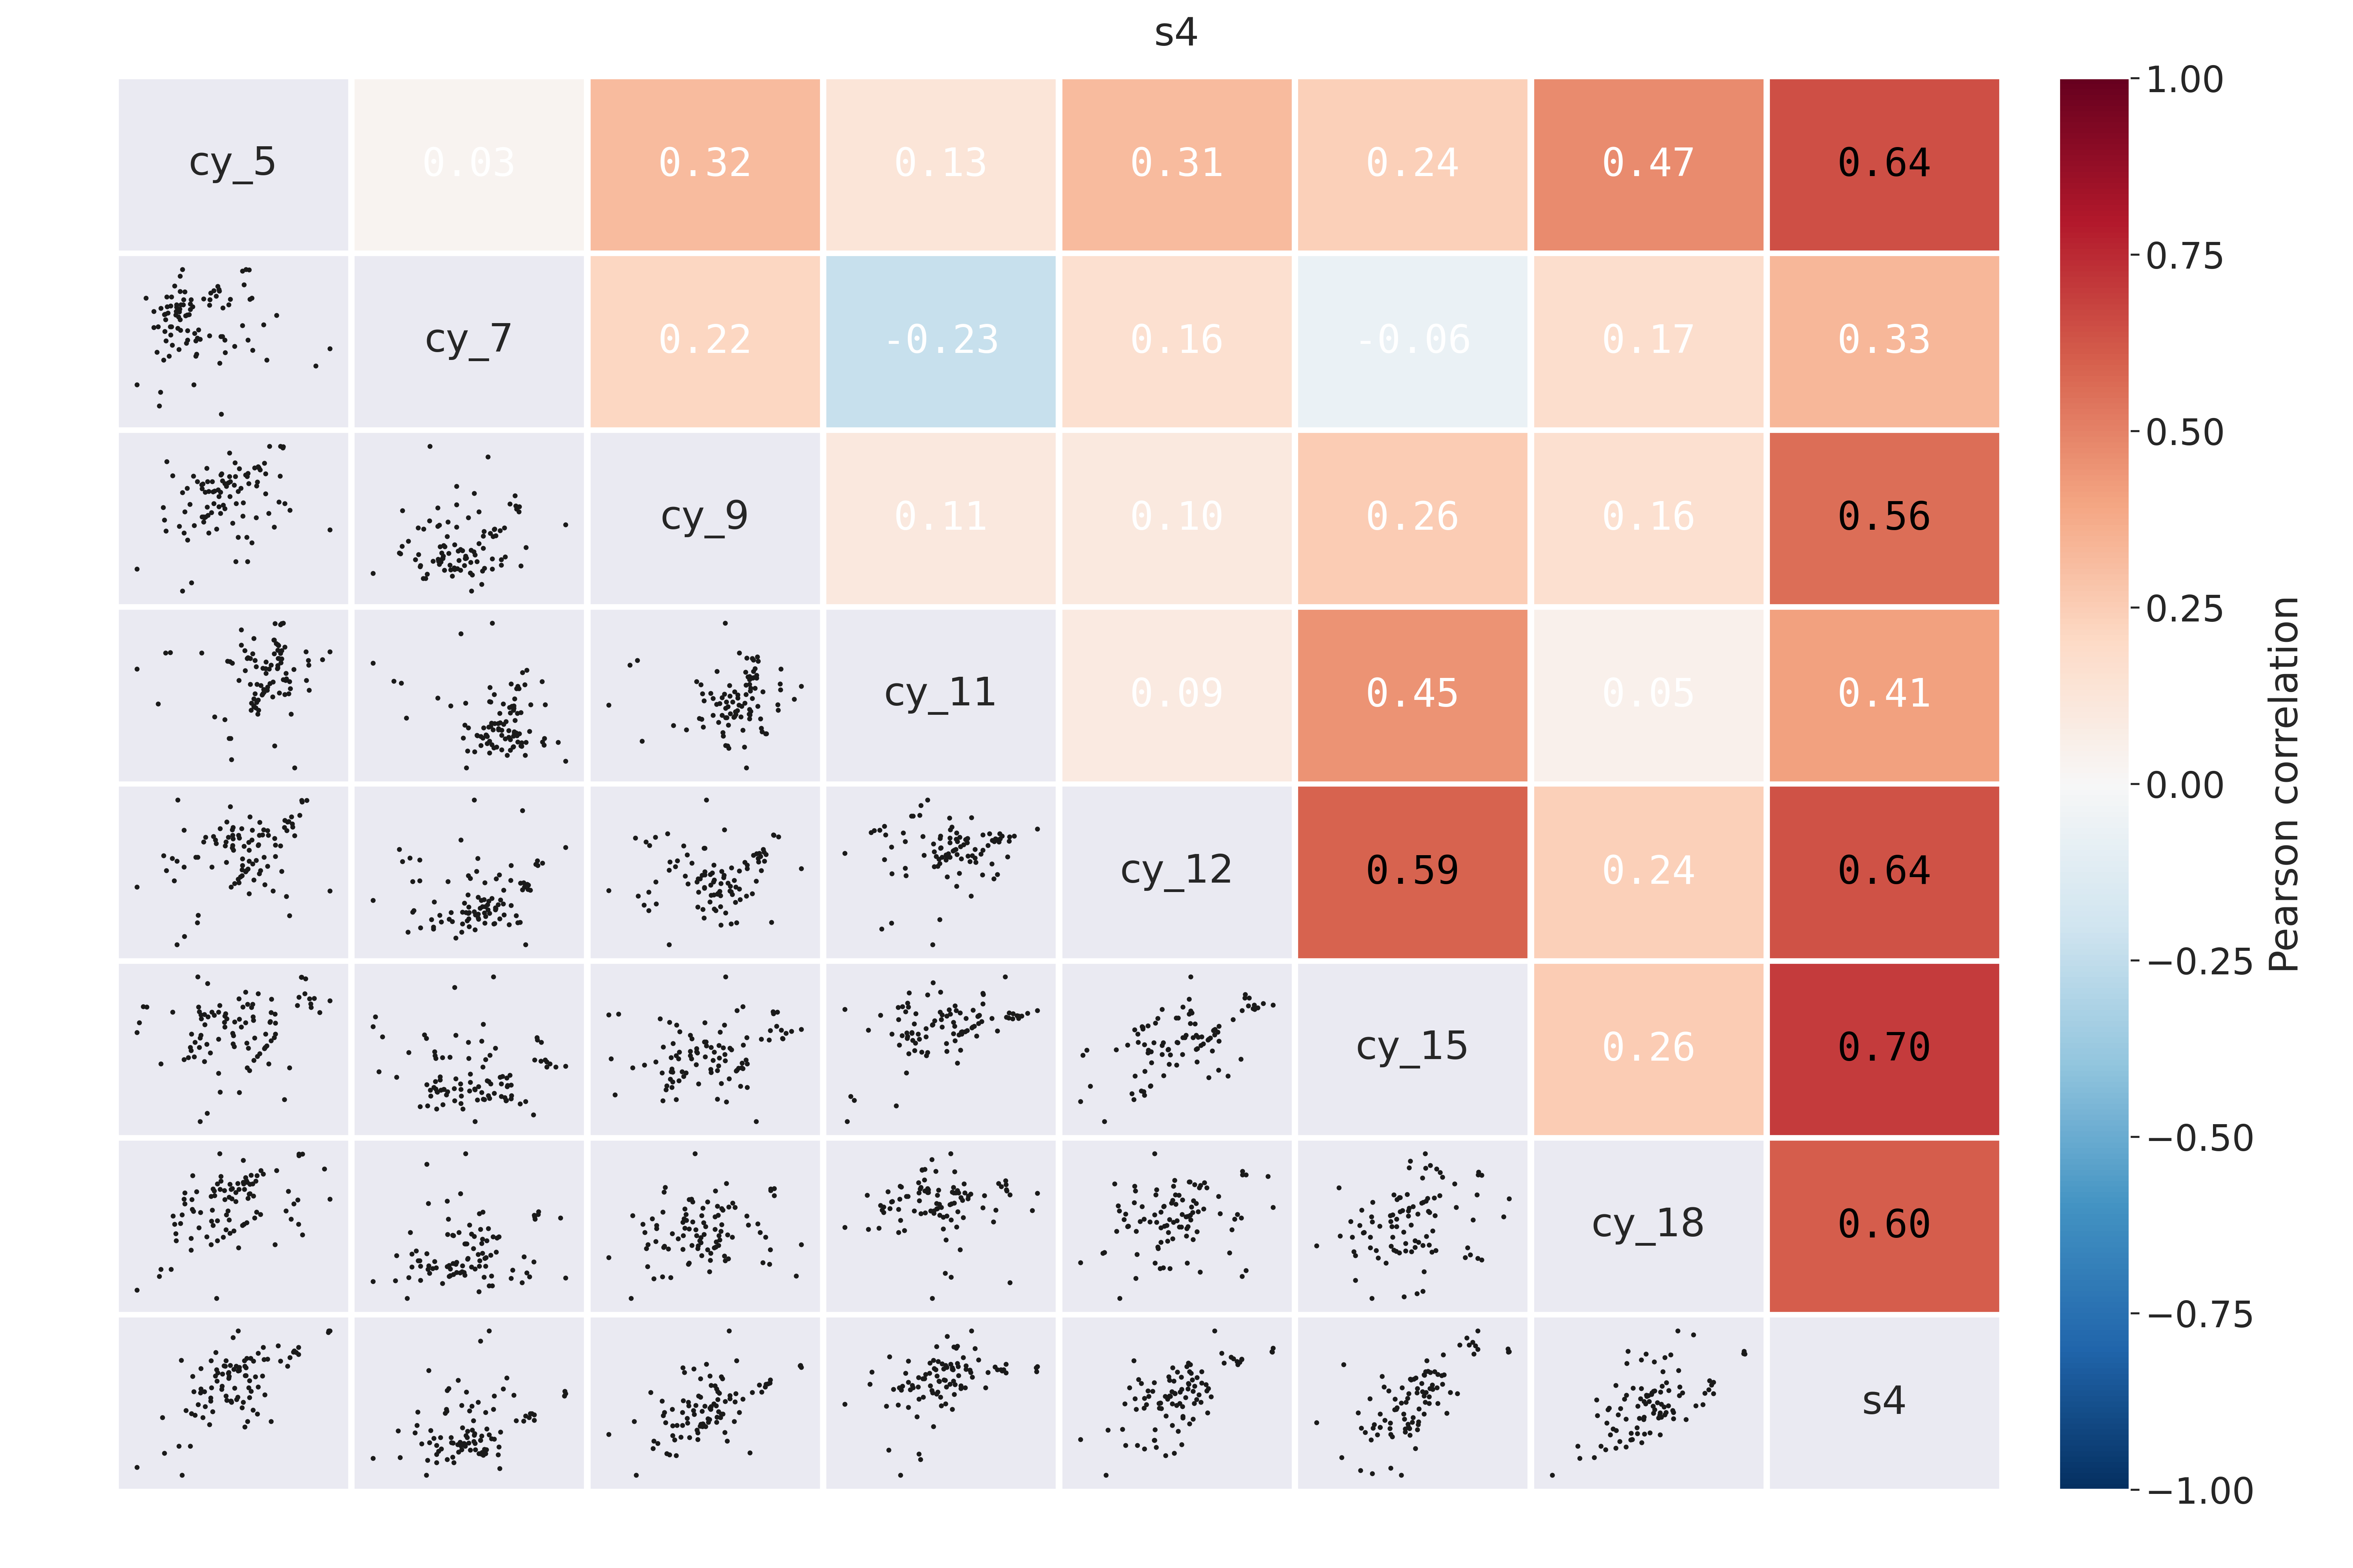 s4
cy_5 0.03 0.32 0.13 0.31 0.24 0.47 0.64
cy_7 0.22 -0.23 0.16 -0.06 0.17 0.33
cy_9 0.11 0.10 0.26 0.16 0.56
cy_11 0.09 0.45 0.05 0.41
cy_12 0.59 0.24 0.64
cy_15 0.26 0.70
cy_18 0.60
s4
1.00
0.75
0.50
0.25
0.00
−0.25
−0.50
−0.75
−1.00
Pearson correlation